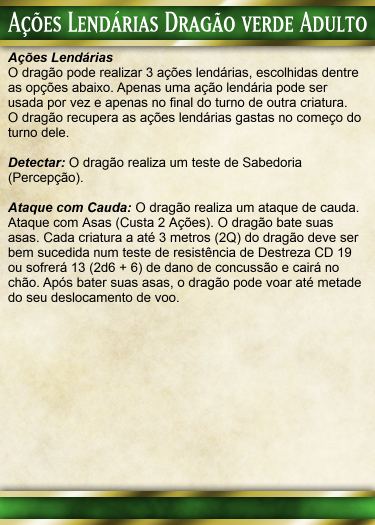 Ações Lendárias Dragão verde Adulto
Ações Lendárias
O dragão pode realizar 3 ações lendárias, escolhidas dentre
as opções abaixo. Apenas uma ação lendária pode ser
usada por vez e apenas no final do turno de outra criatura.
O dragão recupera as ações lendárias gastas no começo do
turno dele.
Detectar: O dragão realiza um teste de Sabedoria
(Percepção).
Ataque com Cauda: O dragão realiza um ataque de cauda.
Ataque com Asas (Custa 2 Ações). O dragão bate suas
asas. Cada criatura a até 3 metros (2Q) do dragão deve ser
bem sucedida num teste de resistência de Destreza CD 19
ou sofrerá 13 (2d6 + 6) de dano de concussão e cairá no
chão. Após bater suas asas, o dragão pode voar até metade
do seu deslocamento de voo.